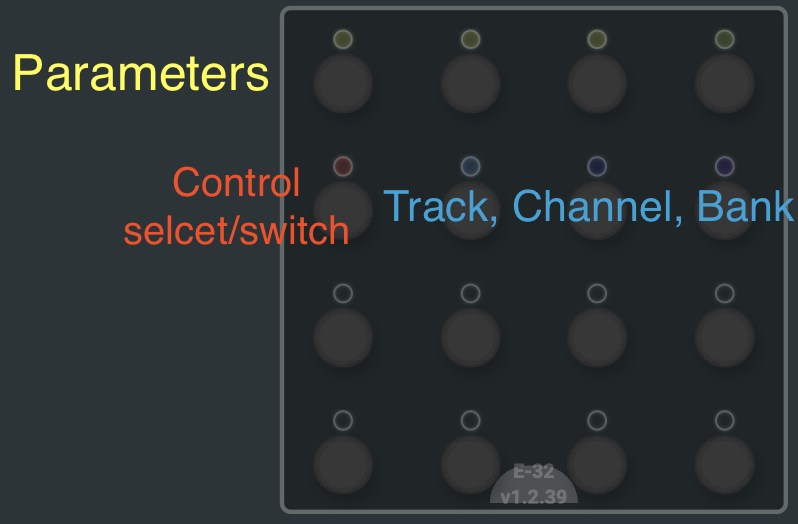 Parameters
Control
selcet/switch
Track, Channel, Bank
E-32
v1.2.39